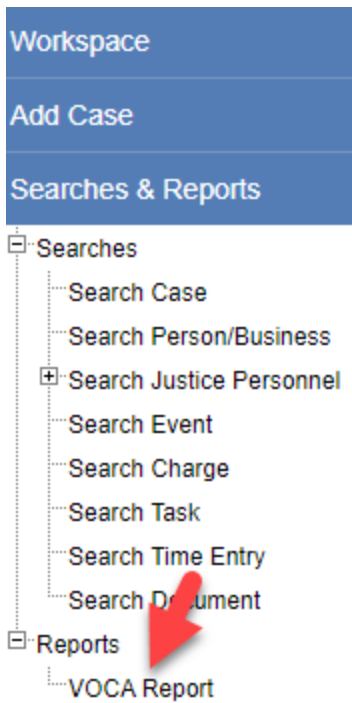 Workspace
Add Case
Searches & Reports
Searches
Search Case
Search Person/Business
Search Justice Personnel
Search Event
Search Charge
Search Task
Search Time Entry
Search Document
Reports
VOCA Report